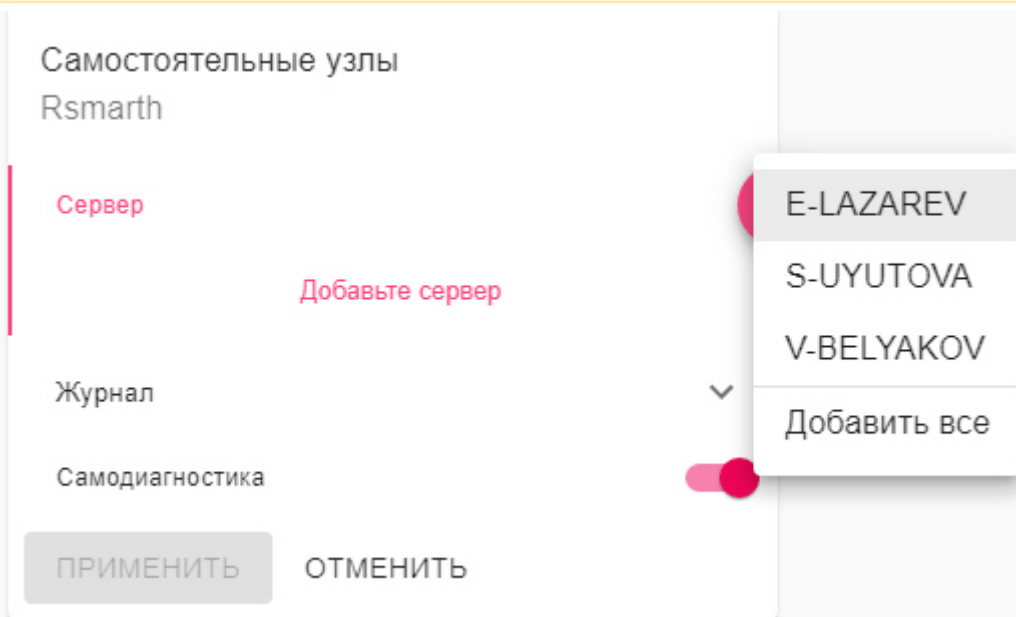 Самостоятельные узлы
Rsmarth
Сервер
Добавьте сервер
Журнал
Самодиагностика
ПРИМЕНИТЬ ОТМЕНИТЬ
E-LAZAREV
S-UYUTOVA
V-BELYAKOV
Добавить все